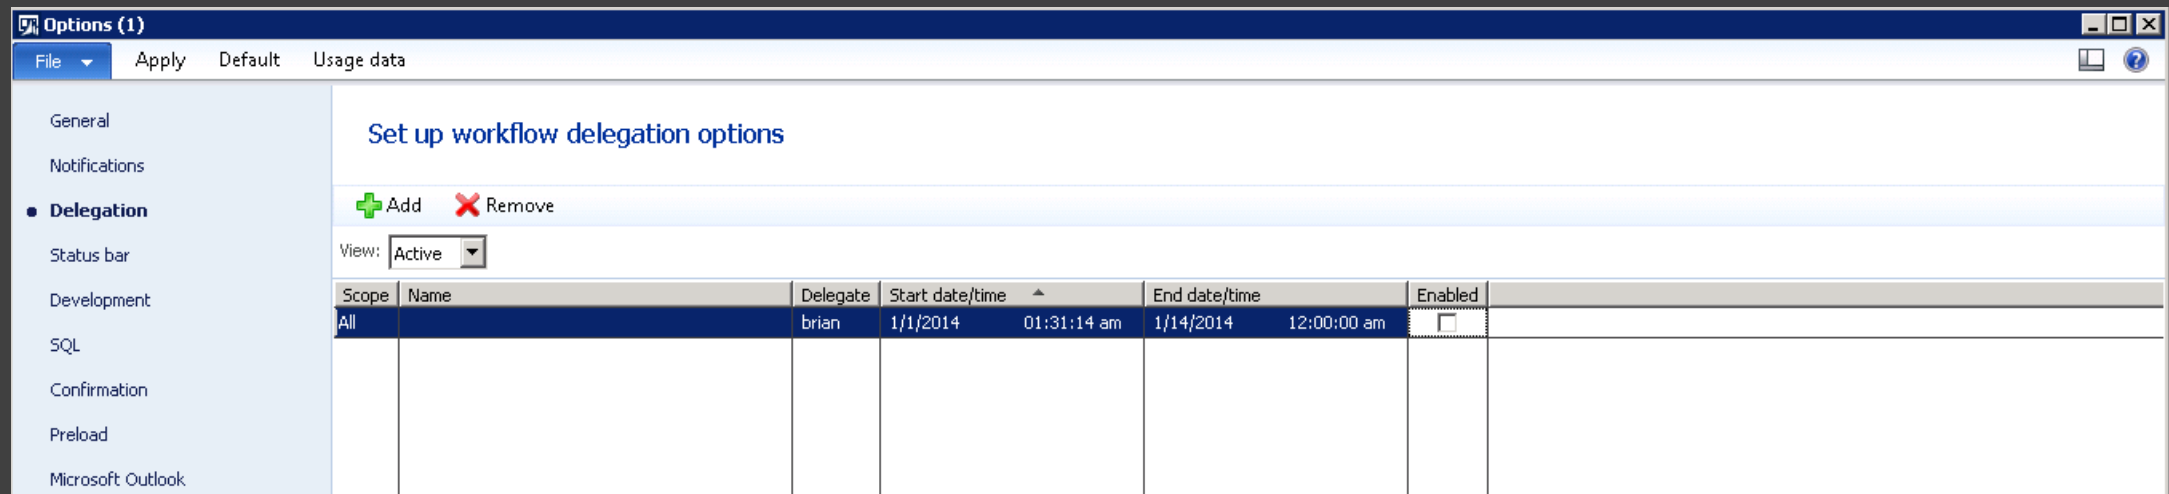 Options (1)
File Apply Default Usage data
General
Notifications
Delegation
Status bar
Development
SQL
Confirmation
Preload
Microsoft Outlook
Set up workflow delegation options
Add Remove
View: Active
Scope Name Delegate Start date/time End date/time Enabled
All brian 1/1/2014 01:31:14 am 1/14/2014 12:00:00 am